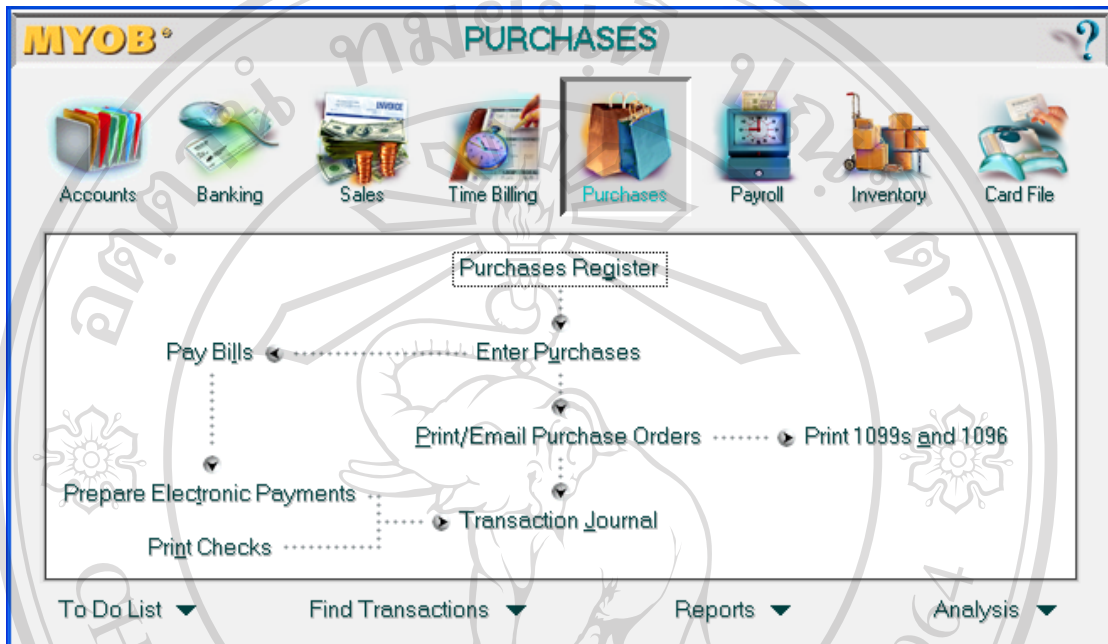 MYOB® PURCHASES ?
Accounts Banking Sales Time Billing Purchases Payroll Inventory Card File
INVOICE
Purchases Register
Pay Bills Enter Purchases
Print/Email Purchase Orders Print 1099s and 1096
Prepare Electronic Payments
Transaction Journal
Print Checks
To Do List Find Transactions Reports Analysis